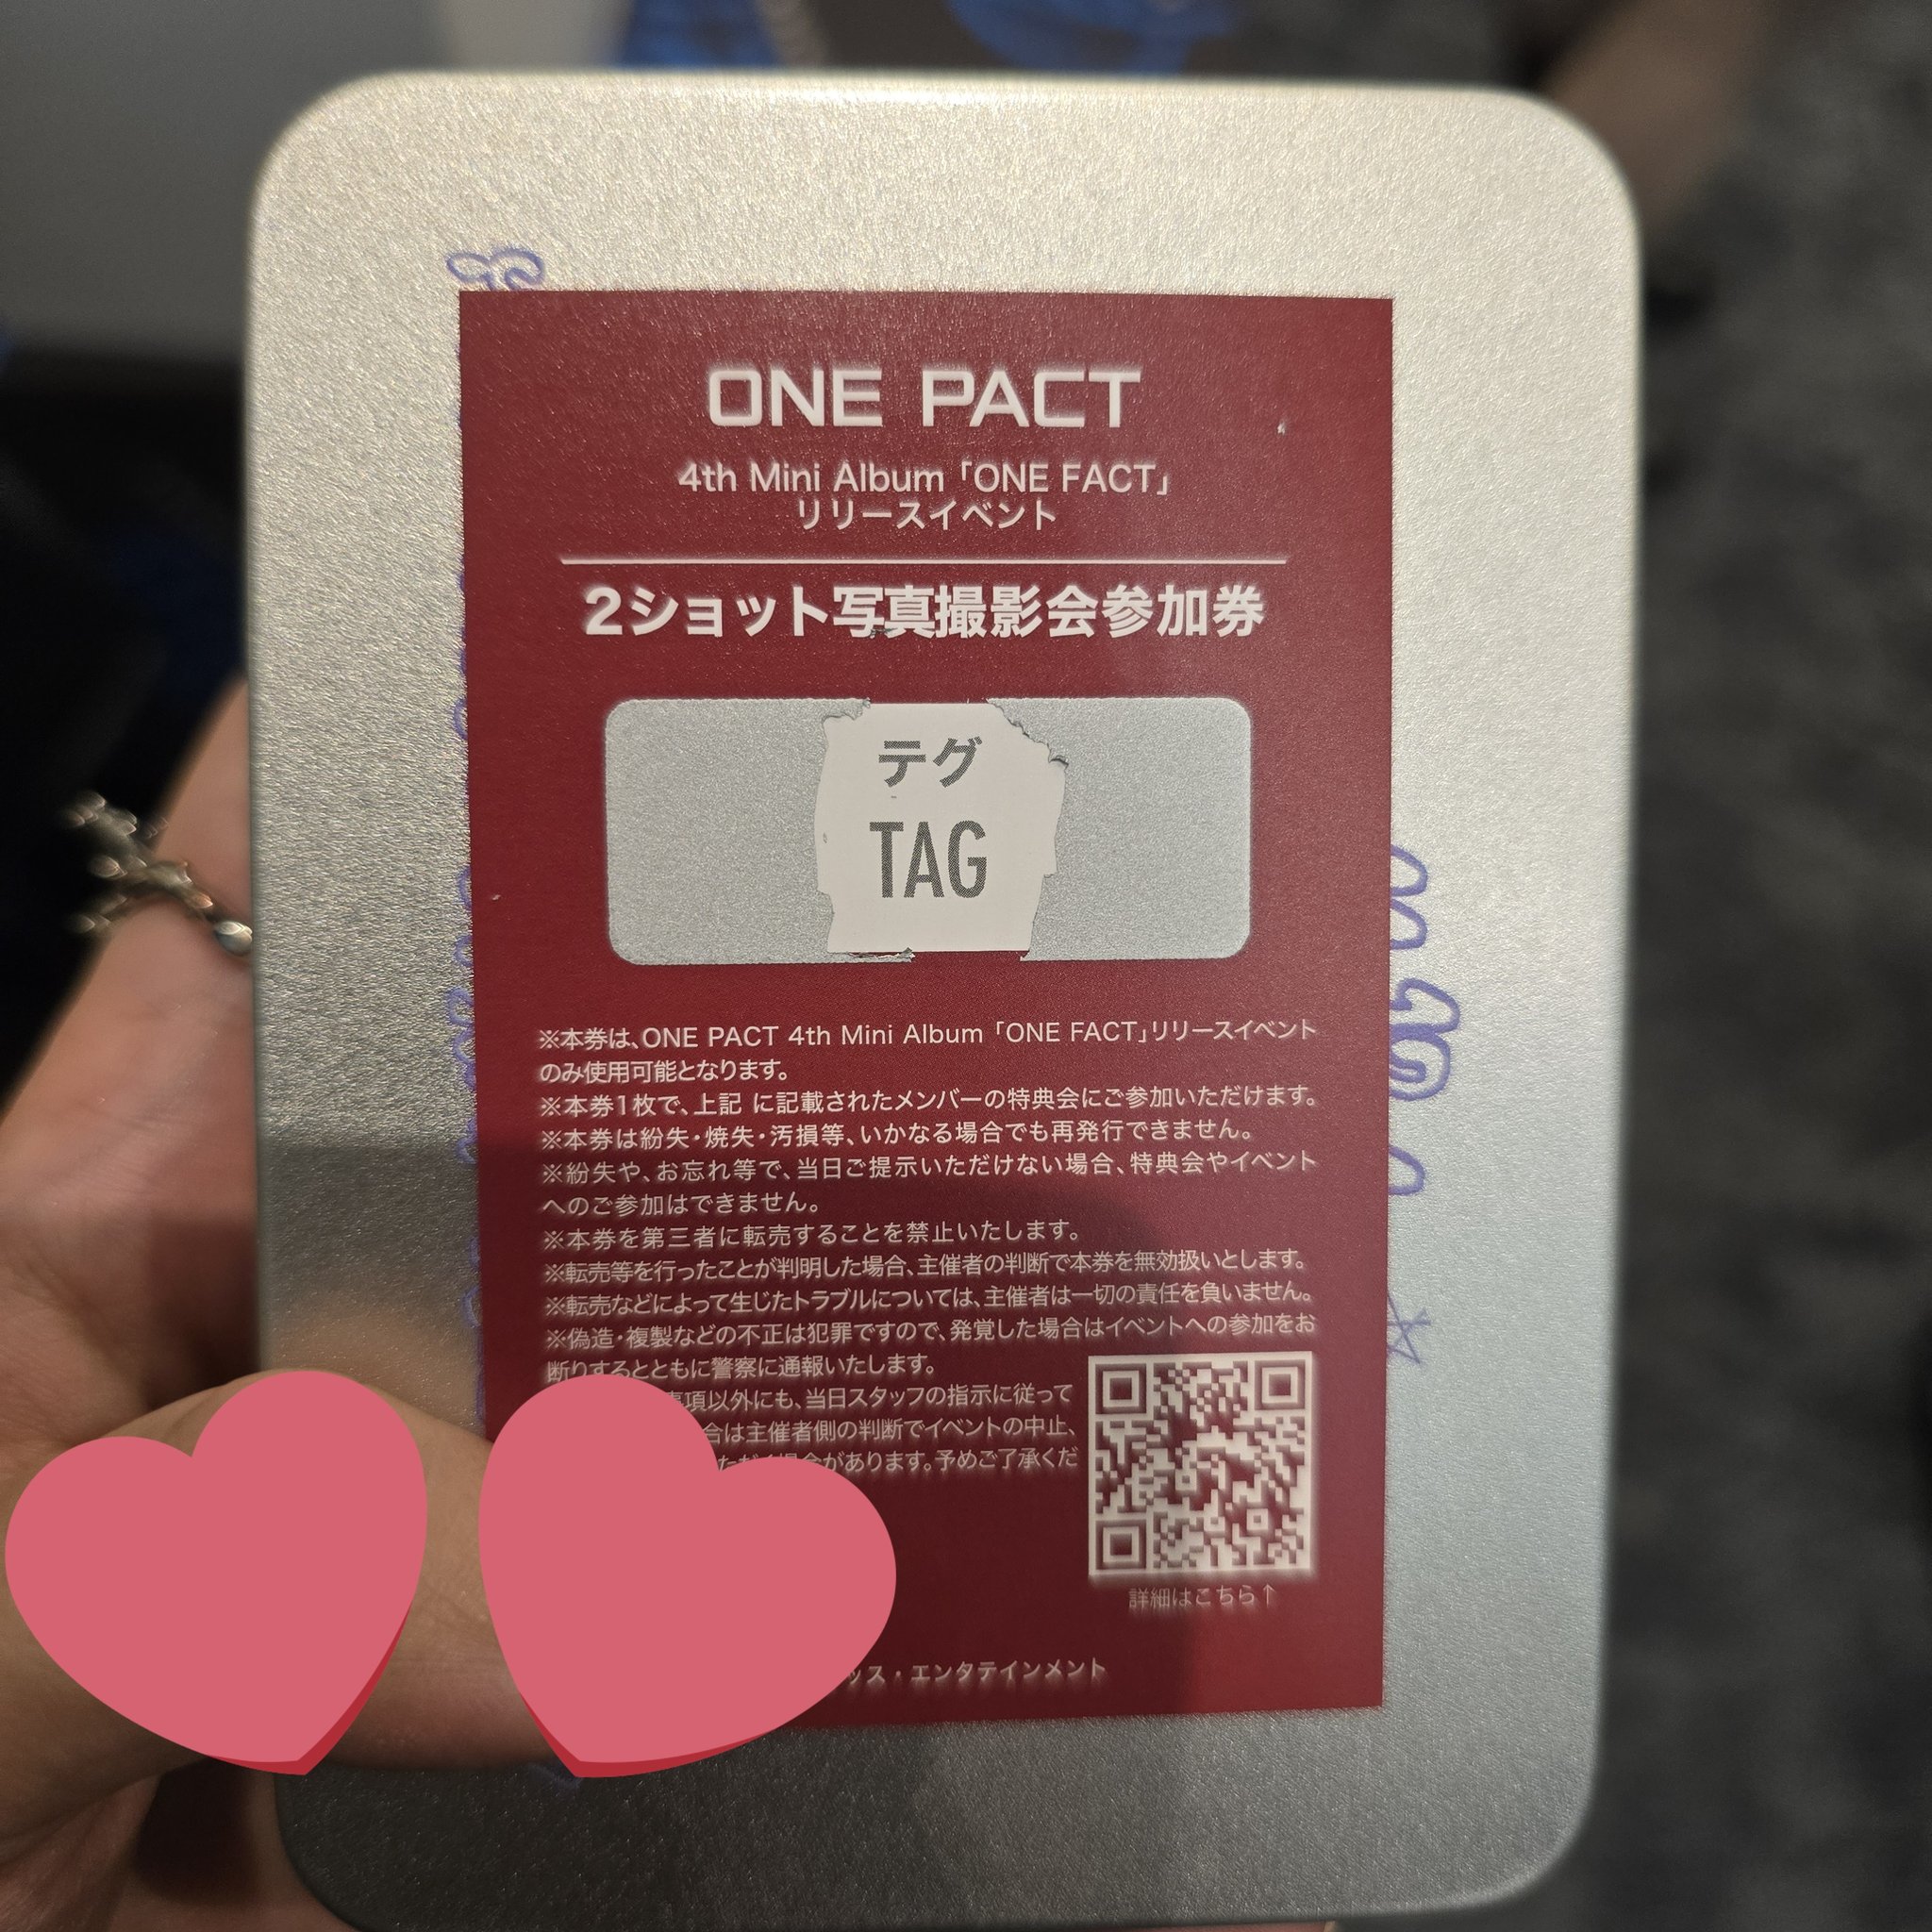 ONE PACT
4th Mini Album「ONE FACT」
リリースイベント
2ショット写真撮影会参加券
テグ
TAG
※本券は、ONE PACT 4th Mini Album「ONE FACT」リリースイベント
のみ使用可能となります。
※本券1枚で、上記 に記載されたメンバーの特典会にご参加いただけます。
※本券は紛失・焼失・汚損等、いかなる場合でも再発行できません。
※紛失や、お忘れ等で、当日ご提示いただけない場合、特典会やイベント
へのご参加はできません。
※本券を第三者に転売することを禁止いたします。
※転売等を行ったことが判明した場合、主催者の判断で本券を無効扱いとします。
※転売などによって生じたトラブルについては、主催者は一切の責任を負いません。
※偽造・複製などの不正は犯罪ですので、発覚した場合はイベントへの参加をお
断りするとともに警察に通報いたします。
事項以外にも、当日スタッフの指示に従って
合は主催者側の判断でイベントの中止、
ただく場合があります。予めご了承くだ
詳細はこちら↑
ックス・エンタテインメント